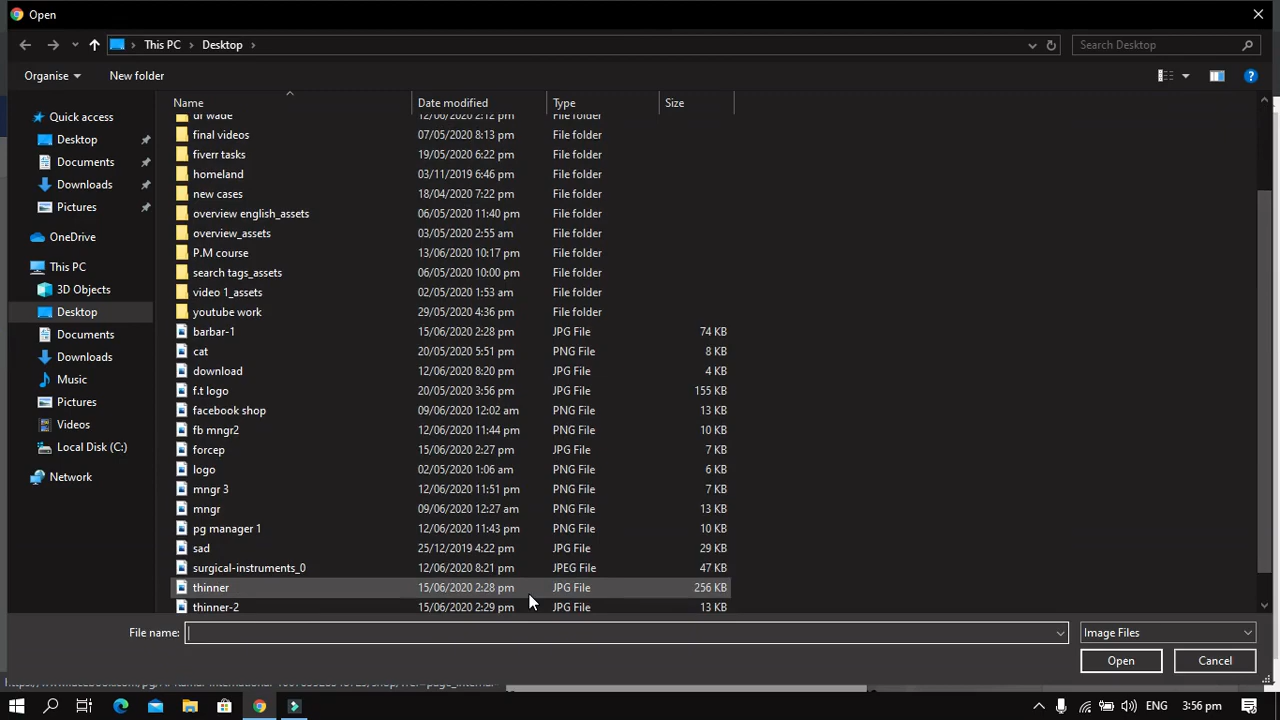 Open
This PC
Desktop
Search Desktop
Organise
New folder
Name
Date modified
Type
Size
Quick access
Desktop
Documents
Downloads
Pictures
OneDrive
This PC
3D Objects
Desktop
Documents
Downloads
Music
Pictures
Videos
Local Disk (C:)
Network
dr wade 12/06/2020 2:12 pm File folder
final videos 07/05/2020 8:13 pm File folder
fiverr tasks 19/05/2020 6:22 pm File folder
homeland 03/11/2019 6:46 pm File folder
new cases 18/04/2020 7:22 pm File folder
overview english_assets 06/05/2020 11:40 pm File folder
overview_assets 03/05/2020 2:55 am File folder
P.M course 13/06/2020 10:17 pm File folder
search tags_assets 06/05/2020 10:00 pm File folder
video 1_assets 02/05/2020 1:53 am File folder
youtube work 29/05/2020 4:36 pm File folder
barbar-1 15/06/2020 2:28 pm JPG File 74 KB
cat 20/05/2020 5:51 pm PNG File 8 KB
download 12/06/2020 8:20 pm JPG File 4 KB
f.t logo 20/05/2020 3:56 pm JPG File 155 KB
facebook shop 09/06/2020 12:02 am PNG File 13 KB
fb mngr2 12/06/2020 11:44 pm PNG File 10 KB
forcep 15/06/2020 2:27 pm JPG File 7 KB
logo 02/05/2020 1:06 am PNG File 6 KB
mngr 3 12/06/2020 11:51 pm PNG File 7 KB
mngr 09/06/2020 12:27 am PNG File 13 KB
pg manager 1 12/06/2020 11:43 pm PNG File 10 KB
sad 25/12/2019 4:22 pm JPG File 29 KB
surgical-instruments_0 12/06/2020 8:21 pm JPEG File 47 KB
thinner 15/06/2020 2:28 pm JPG File 256 KB
thinner-2 15/06/2020 2:29 pm JPG File 13 KB
File name:
Image Files
Open
Cancel
ENG
3:56 pm